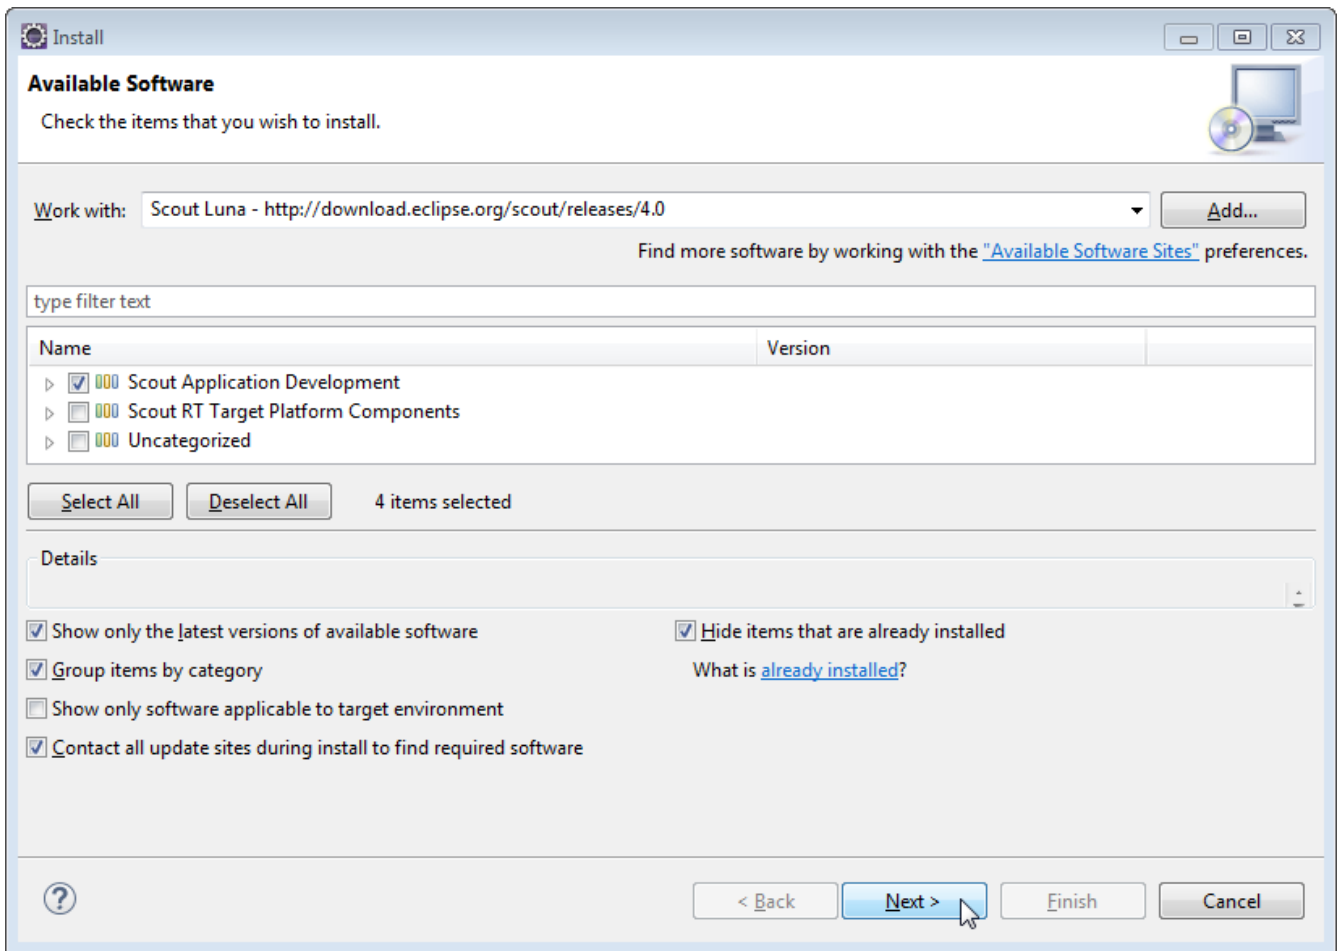 Install
Available Software
Check the items that you wish to install.
Work with: Scout Luna - http://download.eclipse.org/scout/releases/4.0 Add...
Find more software by working with the "Available Software Sites" preferences.
type filter text
Name Version
Scout Application Development
Scout RT Target Platform Components
Uncategorized
Select All Deselect All 4 items selected
Details
Show only the latest versions of available software Hide items that are already installed
Group items by category What is already installed?
Show only software applicable to target environment
Contact all update sites during install to find required software
? < Back Next > Finish Cancel